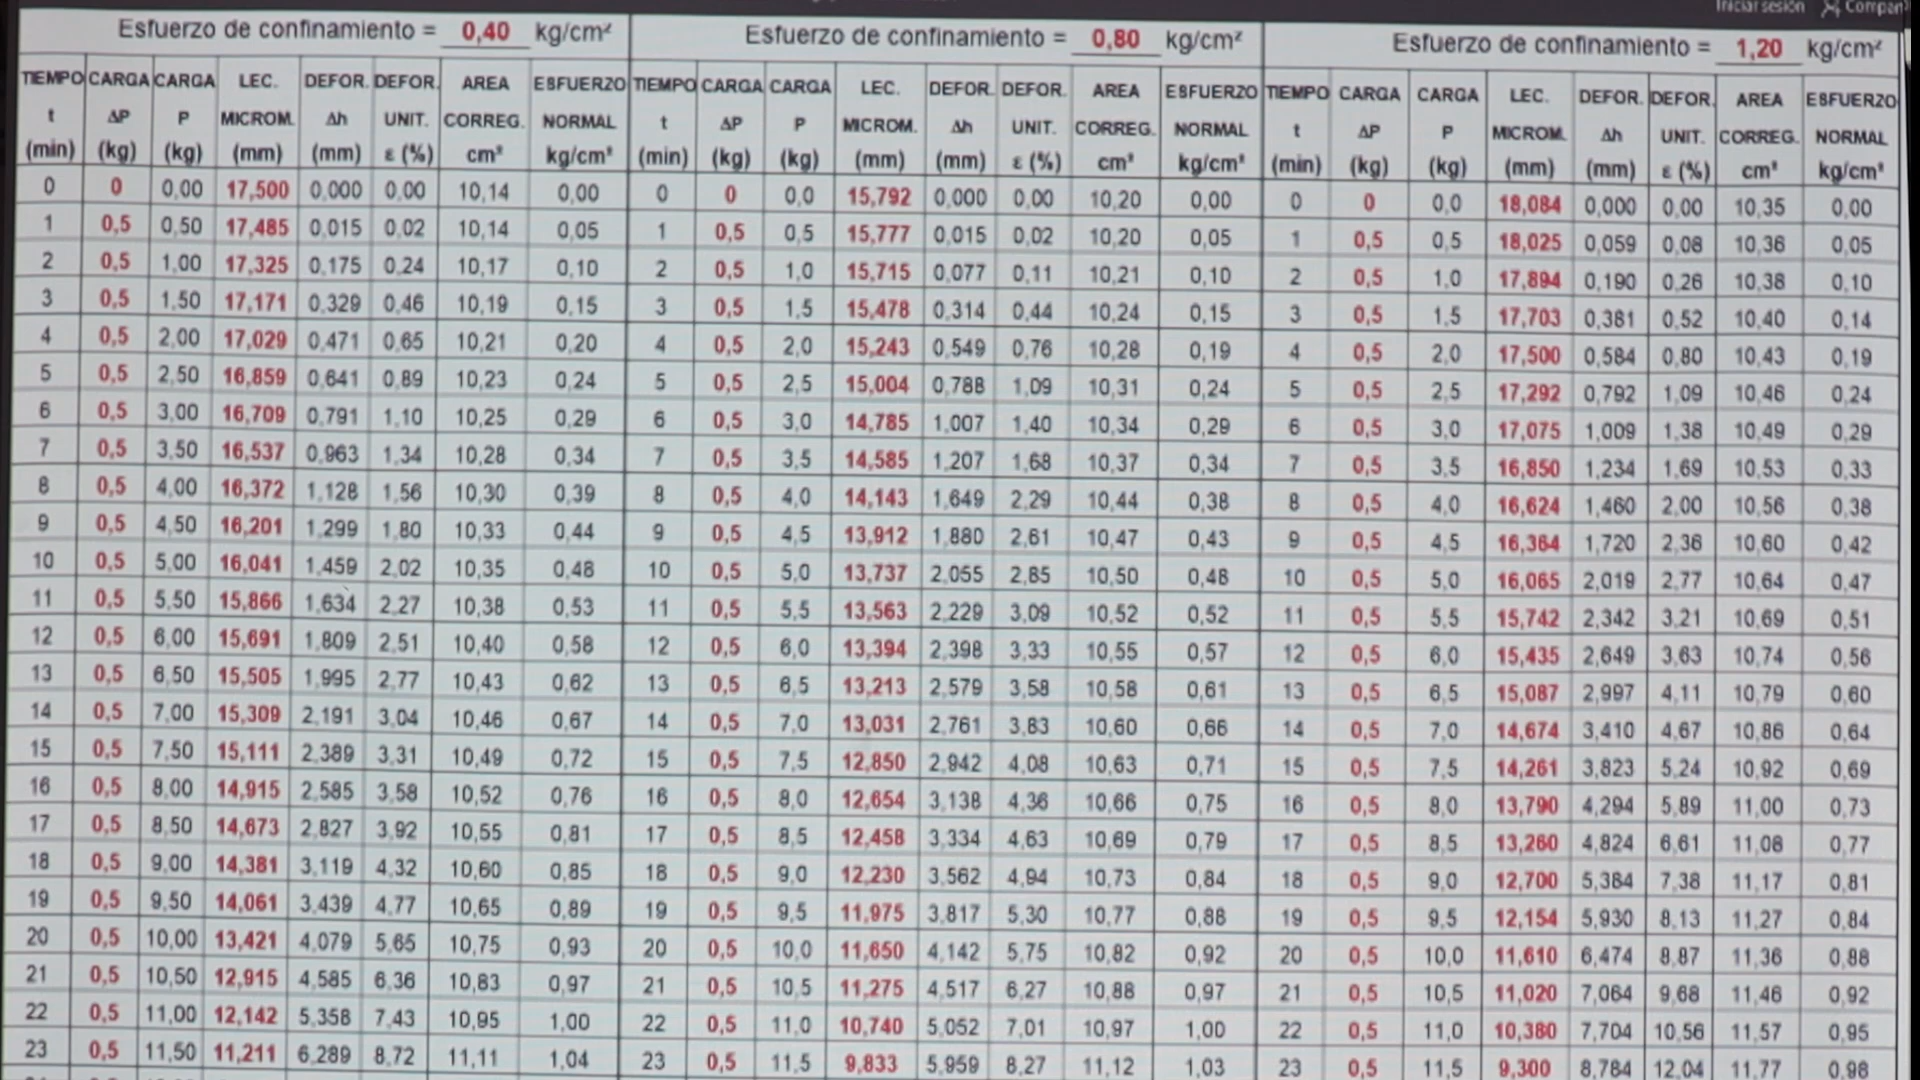 Iniciar sesión
Esfuerzo de confinamiento = 0,40 kg/cm² Esfuerzo de confinamiento = 0,80 kg/cm² Esfuerzo de confinamiento = 1,20 kg/cm²
TIEMPO CARGA CARGA LEC. DEFOR. DEFOR. AREA ESFUERZO TIEMPO CARGA CARGA LEC. DEFOR. DEFOR. AREA ESFUERZO TIEMPO CARGA CARGA LEC. DEFOR. DEFOR. AREA ESFUERZO
t ΔP P MICROM. Δh UNIT. CORREG. NORMAL t ΔP P MICROM. Δh UNIT. CORREG. NORMAL t ΔP P MICROM. Δh UNIT. CORREG. NORMAL
(min) (kg) (kg) (mm) (mm) ε (%) cm² kg/cm² (min) (kg) (kg) (mm) (mm) ε (%) cm² kg/cm² (min) (kg) (kg) (mm) (mm) ε (%) cm² kg/cm²
0 0 0,00 17,500 0,000 0,00 10,14 0,00 0 0 0,0 15,792 0,000 0,00 10,20 0,00 0 0 0,0 18,084 0,000 0,00 10,35 0,00
1 0,5 0,50 17,485 0,015 0,02 10,14 0,05 1 0,5 0,5 15,777 0,015 0,02 10,20 0,05 1 0,5 0,5 18,025 0,059 0,08 10,36 0,05
2 0,5 1,00 17,325 0,175 0,24 10,17 0,10 2 0,5 1,0 15,715 0,077 0,11 10,21 0,10 2 0,5 1,0 17,894 0,190 0,26 10,38 0,10
3 0,5 1,50 17,171 0,329 0,46 10,19 0,15 3 0,5 1,5 15,478 0,314 0,44 10,24 0,15 3 0,5 1,5 17,703 0,381 0,52 10,40 0,14
4 0,5 2,00 17,029 0,471 0,65 10,21 0,20 4 0,5 2,0 15,243 0,549 0,76 10,28 0,19 4 0,5 2,0 17,500 0,584 0,80 10,43 0,19
5 0,5 2,50 16,859 0,641 0,89 10,23 0,24 5 0,5 2,5 15,004 0,788 1,09 10,31 0,24 5 0,5 2,5 17,292 0,792 1,09 10,46 0,24
6 0,5 3,00 16,709 0,791 1,10 10,25 0,29 6 0,5 3,0 14,785 1,007 1,40 10,34 0,29 6 0,5 3,0 17,075 1,009 1,38 10,49 0,29
7 0,5 3,50 16,537 0,963 1,34 10,28 0,34 7 0,5 3,5 14,585 1,207 1,68 10,37 0,34 7 0,5 3,5 16,850 1,234 1,69 10,53 0,33
8 0,5 4,00 16,372 1,128 1,56 10,30 0,39 8 0,5 4,0 14,143 1,649 2,29 10,44 0,38 8 0,5 4,0 16,624 1,460 2,00 10,56 0,38
9 0,5 4,50 16,201 1,299 1,80 10,33 0,44 9 0,5 4,5 13,912 1,880 2,61 10,47 0,43 9 0,5 4,5 16,364 1,720 2,36 10,60 0,42
10 0,5 5,00 16,041 1,459 2,02 10,35 0,48 10 0,5 5,0 13,737 2,055 2,85 10,50 0,48 10 0,5 5,0 16,065 2,019 2,77 10,64 0,47
11 0,5 5,50 15,866 1,634 2,27 10,38 0,53 11 0,5 5,5 13,563 2,229 3,09 10,52 0,52 11 0,5 5,5 15,742 2,342 3,21 10,69 0,51
12 0,5 6,00 15,691 1,809 2,51 10,40 0,58 12 0,5 6,0 13,394 2,398 3,33 10,55 0,57 12 0,5 6,0 15,435 2,649 3,63 10,74 0,56
13 0,5 6,50 15,505 1,995 2,77 10,43 0,62 13 0,5 6,5 13,213 2,579 3,58 10,58 0,61 13 0,5 6,5 15,087 2,997 4,11 10,79 0,60
14 0,5 7,00 15,309 2,191 3,04 10,46 0,67 14 0,5 7,0 13,031 2,761 3,83 10,60 0,66 14 0,5 7,0 14,674 3,410 4,67 10,86 0,64
15 0,5 7,50 15,111 2,389 3,31 10,49 0,72 15 0,5 7,5 12,850 2,942 4,08 10,63 0,71 15 0,5 7,5 14,261 3,823 5,24 10,92 0,69
16 0,5 8,00 14,915 2,585 3,58 10,52 0,76 16 0,5 8,0 12,654 3,138 4,36 10,66 0,75 16 0,5 8,0 13,790 4,294 5,89 11,00 0,73
17 0,5 8,50 14,673 2,827 3,92 10,55 0,81 17 0,5 8,5 12,458 3,334 4,63 10,69 0,79 17 0,5 8,5 13,260 4,824 6,61 11,08 0,77
18 0,5 9,00 14,381 3,119 4,32 10,60 0,85 18 0,5 9,0 12,230 3,562 4,94 10,73 0,84 18 0,5 9,0 12,700 5,384 7,38 11,17 0,81
19 0,5 9,50 14,061 3,439 4,77 10,65 0,89 19 0,5 9,5 11,975 3,817 5,30 10,77 0,88 19 0,5 9,5 12,154 5,930 8,13 11,27 0,84
20 0,5 10,00 13,421 4,079 5,65 10,75 0,93 20 0,5 10,0 11,650 4,142 5,75 10,82 0,92 20 0,5 10,0 11,610 6,474 8,87 11,36 0,88
21 0,5 10,50 12,915 4,585 6,36 10,83 0,97 21 0,5 10,5 11,275 4,517 6,27 10,88 0,97 21 0,5 10,5 11,020 7,064 9,68 11,46 0,92
22 0,5 11,00 12,142 5,358 7,43 10,95 1,00 22 0,5 11,0 10,740 5,052 7,01 10,97 1,00 22 0,5 11,0 10,380 7,704 10,56 11,57 0,95
23 0,5 11,50 11,211 6,289 8,72 11,11 1,04 23 0,5 11,5 9,833 5,959 8,27 11,12 1,03 23 0,5 11,5 9,300 8,784 12,04 11,77 0,98